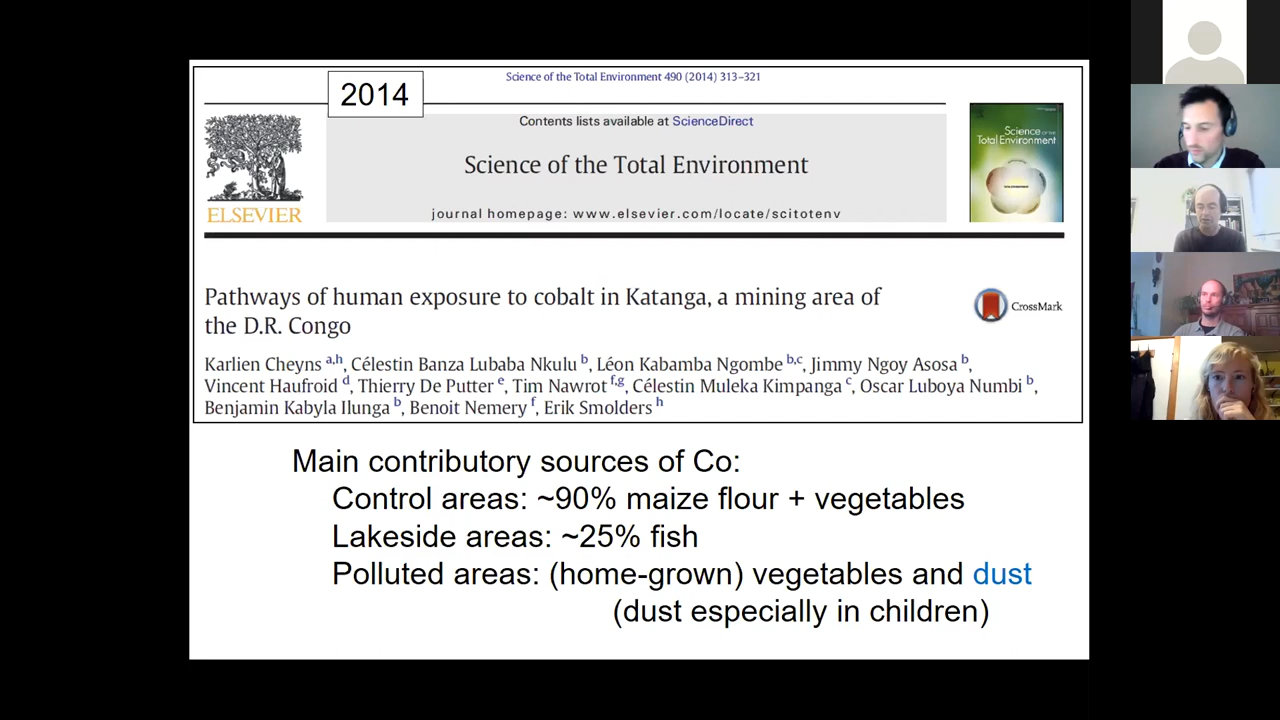 Science of the Total Environment 490 (2014) 313–321
2014
Contents lists available at ScienceDirect
Science of the Total Environment
journal homepage: www.elsevier.com/locate/scitotenv
ELSEVIER
Science OF THE
Total Environment
Pathways of human exposure to cobalt in Katanga, a mining area of
the D.R. Congo
CrossMark
Karlien Cheyns a,h, Célestin Banza Lubaba Nkulu b, Léon Kabamba Ngombe b,c, Jimmy Ngoy Asosa b,
Vincent Haufroid d, Thierry De Putter e, Tim Nawrot f,g, Célestin Muleka Kimpanga c, Oscar Luboya Numbi b,
Benjamin Kabyla Ilunga b, Benoit Nemery f, Erik Smolders h
Main contributory sources of Co:
Control areas: ~90% maize flour + vegetables
Lakeside areas: ~25% fish
Polluted areas: (home-grown) vegetables and dust
(dust especially in children)